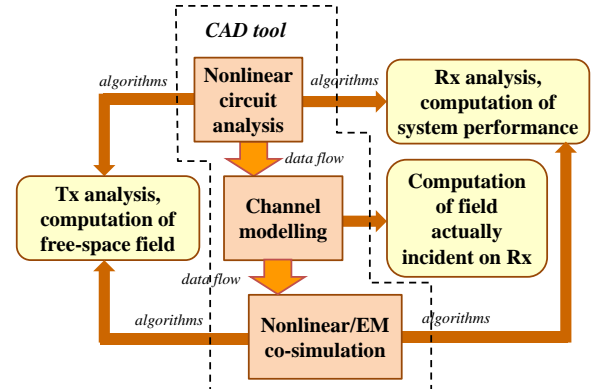 CAD tool
Nonlinear
circuit
analysis
algorithms
algorithms
Rx analysis,
computation of
system performance
data flow
Tx analysis,
computation of
free-space field
Channel
modelling
Computation
of field
actually
incident on Rx
data flow
algorithms
Nonlinear/EM
co-simulation
algorithms